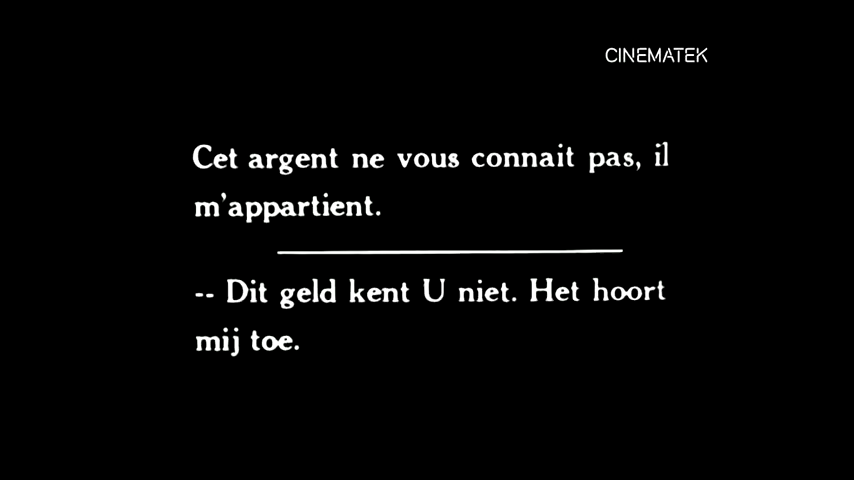 CINEMATEK
Cet argent ne vous connait pas, il
m'appartient.
-- Dit geld kent U niet. Het hoort
mij toe.